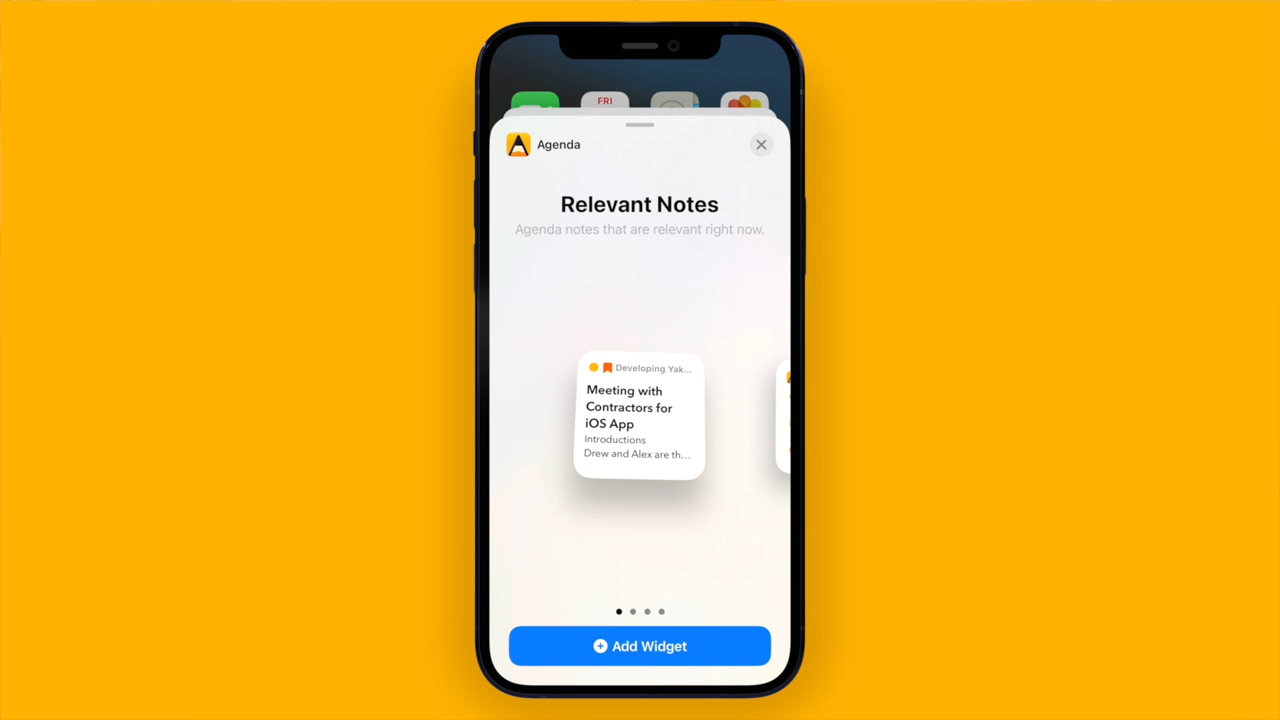 FRI
Agenda
Relevant Notes
Agenda notes that are relevant right now.
Developing Yak...
Meeting with
Contractors for
iOS App
Introductions
Drew and Alex are th...
Add Widget